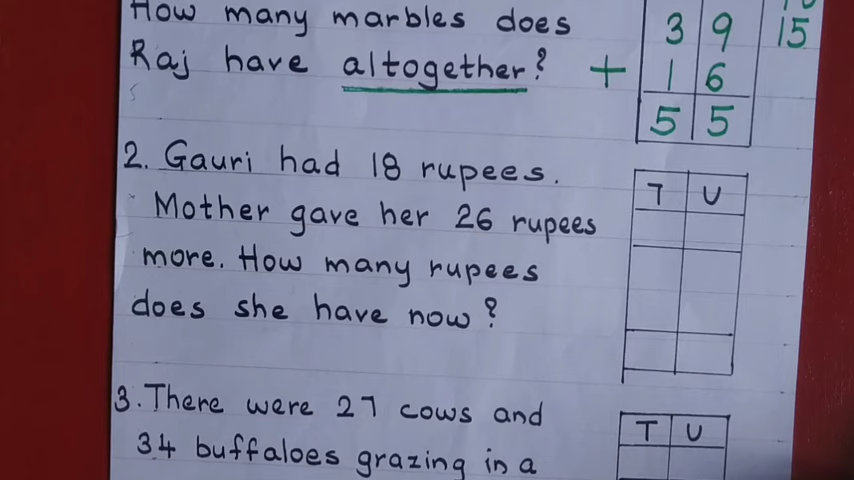 How many marbles does
Raj have altogether?
3 9 15
+ 1 6
5 5
2. Gauri had 18 rupees.
Mother gave her 26 rupees
more. How many rupees
does she have now?
T U
3. There were 27 cows and
34 buffaloes grazing in a
T U